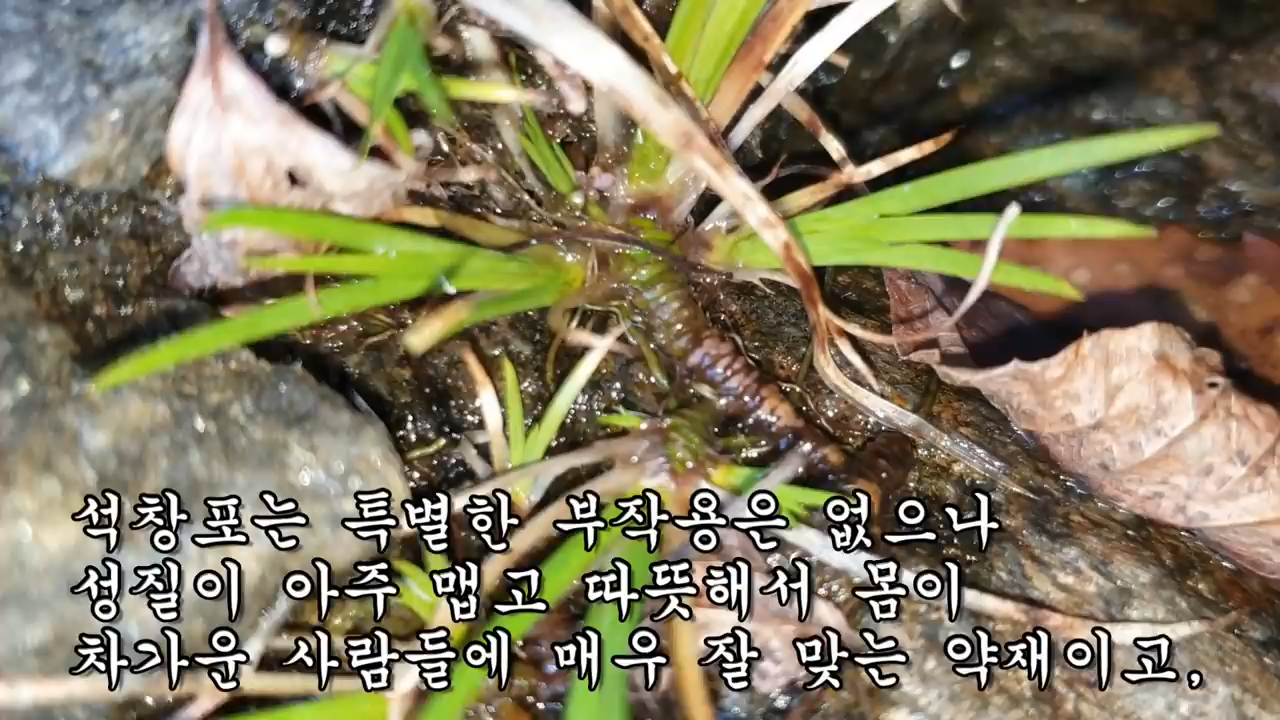 석창포는 특별한 부작용은 없으나
성질이 아주 맵고 따뜻해서 몸이
차가운 사람들에 매우 잘 맞는 약재이고,